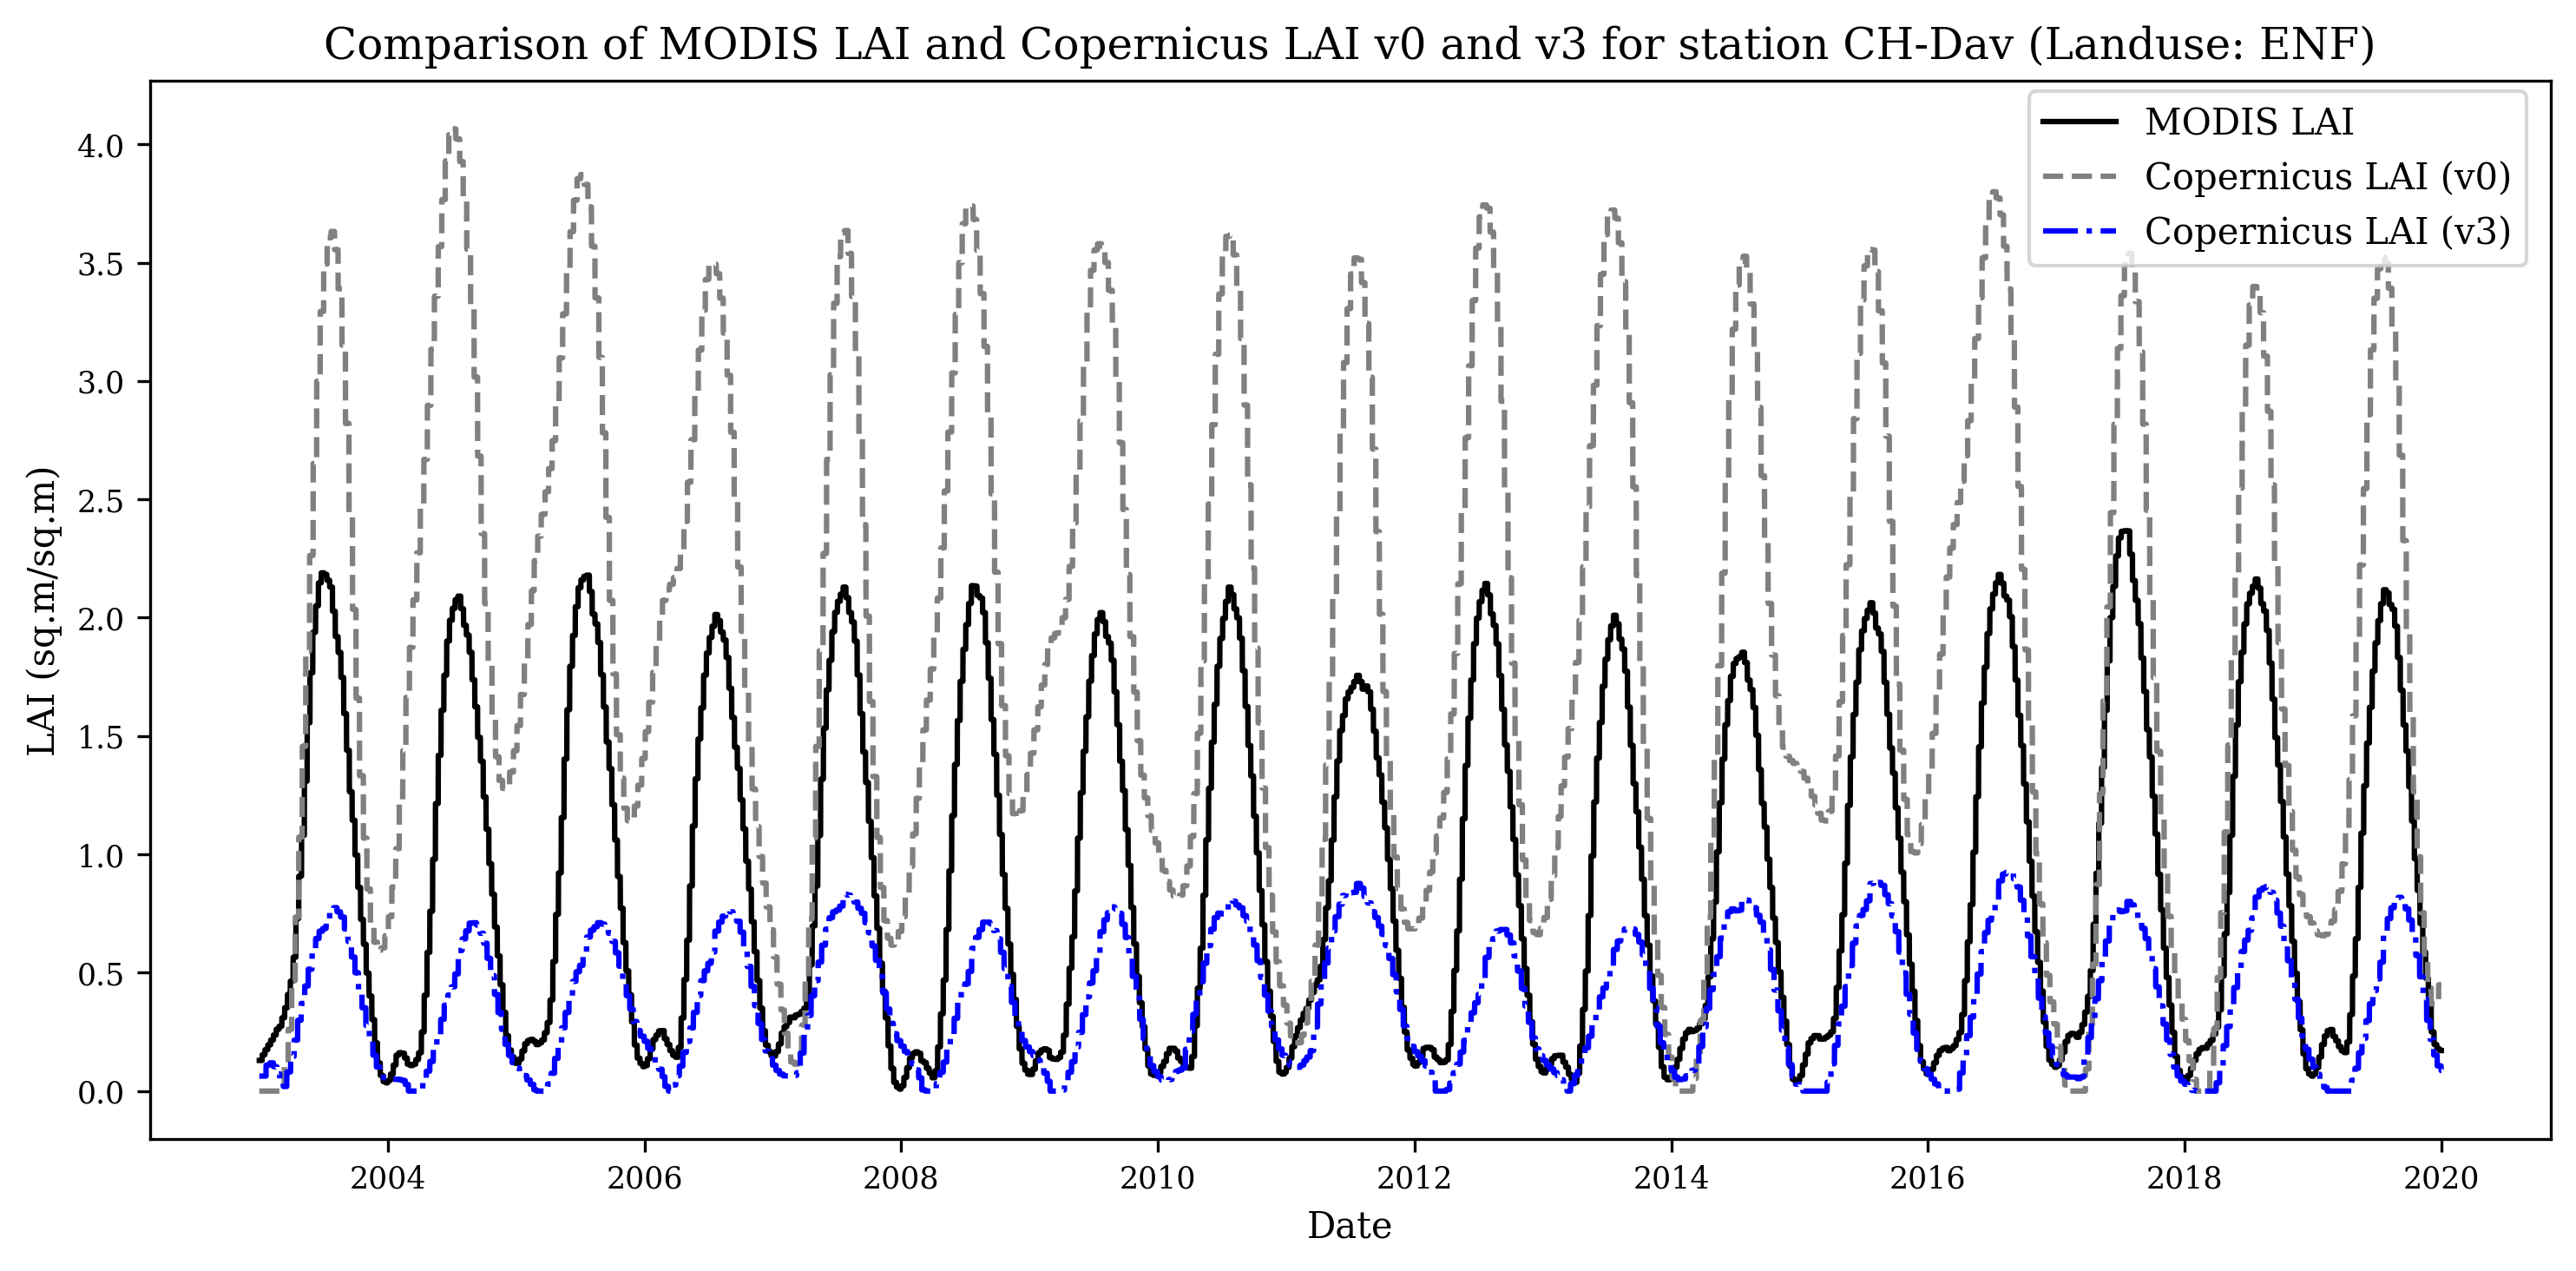 Comparison of MODIS LAI and Copernicus LAI v0 and v3 for station CH-Dav (Landuse: ENF)
MODIS LAI
Copernicus LAI (v0)
Copernicus LAI (v3)
LAI (sq.m/sq.m)
4.0
3.5
3.0
2.5
2.0
1.5
1.0
0.5
0.0
2004 2006 2008 2010 2012 2014 2016 2018 2020
Date